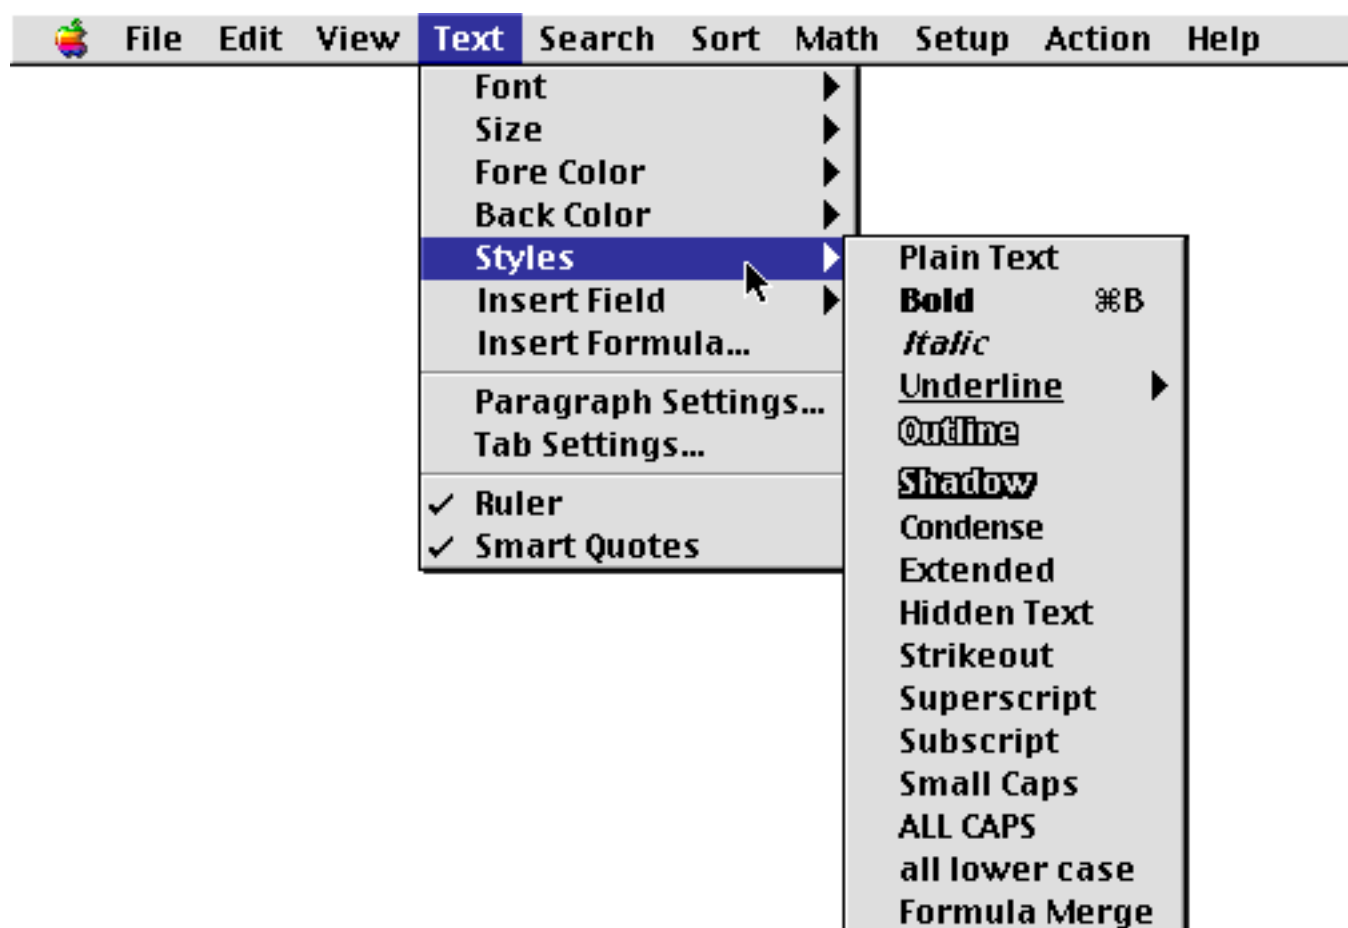 File Edit View Text Search Sort Math Setup Action Help
Font
Size
Fore Color
Back Color
Styles
Insert Field
Insert Formula...
Paragraph Settings...
Tab Settings...
✓ Ruler
✓ Smart Quotes
Plain Text
Bold ⌘B
Italic
Underline
Outline
Shadow
Condense
Extended
Hidden Text
Strikeout
Superscript
Subscript
Small Caps
ALL CAPS
all lower case
Formula Merge